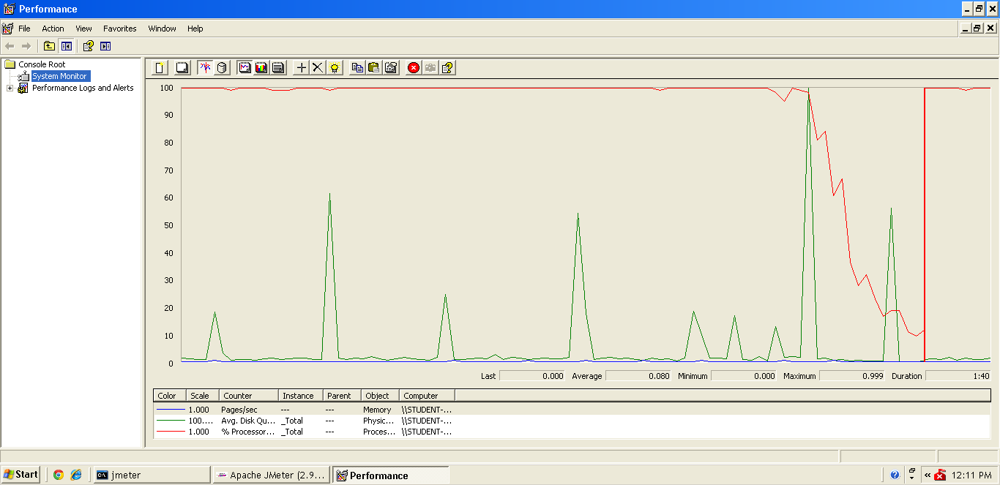 Performance
File Action View Favorites Window Help
Console Root
System Monitor
Performance Logs and Alerts
100
90
80
70
60
50
40
30
20
10
0
Last 0.000 Average 0.080 Minimum 0.000 Maximum 0.999 Duration 1:40
Color Scale Counter Instance Parent Object Computer
1.000 Pages/sec --- --- Memory \\STUDENT-...
100.... Avg. Disk Qu... _Total --- Physic... \\STUDENT-...
1.000 % Processor... _Total --- Proces... \\STUDENT-...
Start jmeter Apache JMeter (2.9... Performance 12:11 PM